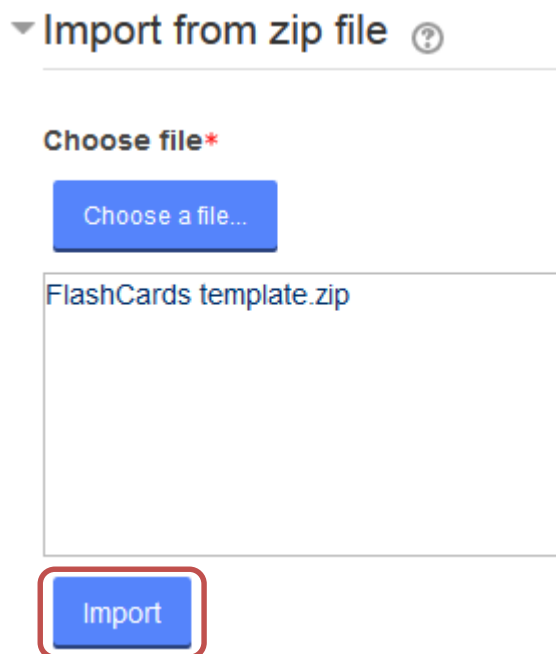 Import from zip file ?
Choose file*
Choose a file...
FlashCards template.zip
Import